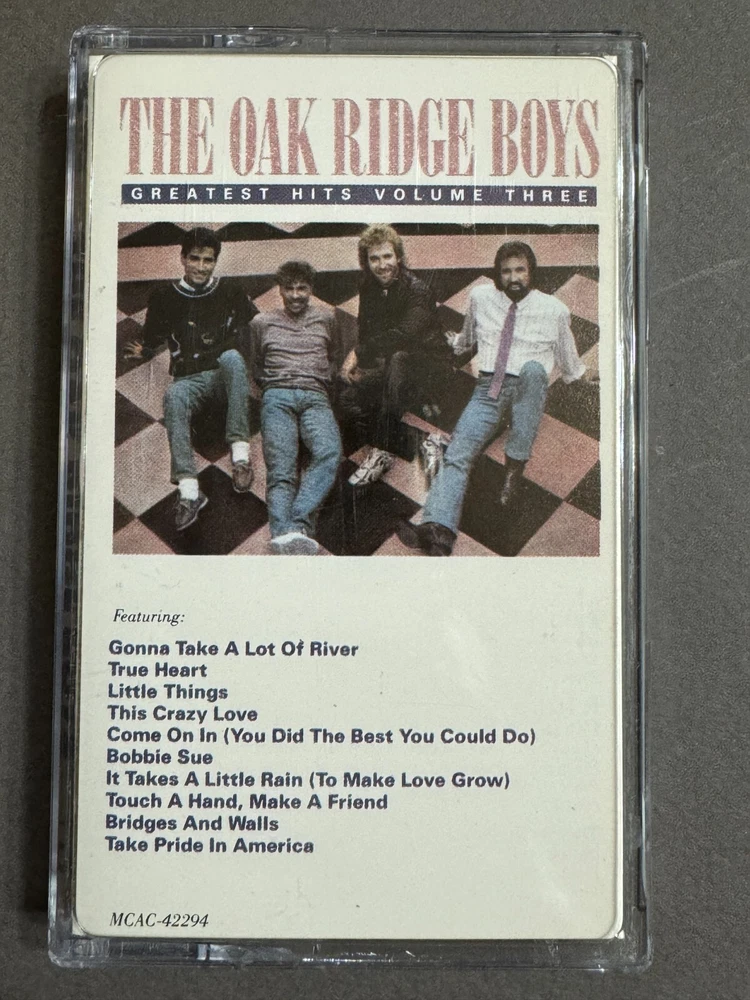 THE OAK RIDGE BOYS
GREATEST HITS VOLUME THREE
Featuring:
Gonna Take A Lot Of River
True Heart
Little Things
This Crazy Love
Come On In (You Did The Best You Could Do)
Bobbie Sue
It Takes A Little Rain (To Make Love Grow)
Touch A Hand, Make A Friend
Bridges And Walls
Take Pride In America
MCAC-42294